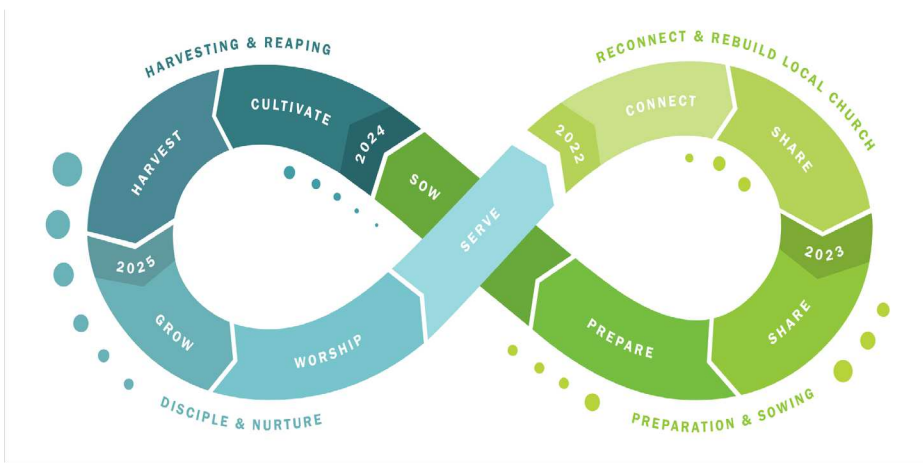 HARVESTING & REAPING
RECONNECT & REBUILD LOCAL CHURCH
CULTIVATE
2024
HARVEST
SOW
SERVE
2022
CONNECT
SHARE
2025
2023
GROW
WORSHIP
PREPARE
SHARE
DISCIPLE & NURTURE
PREPARATION & SOWING